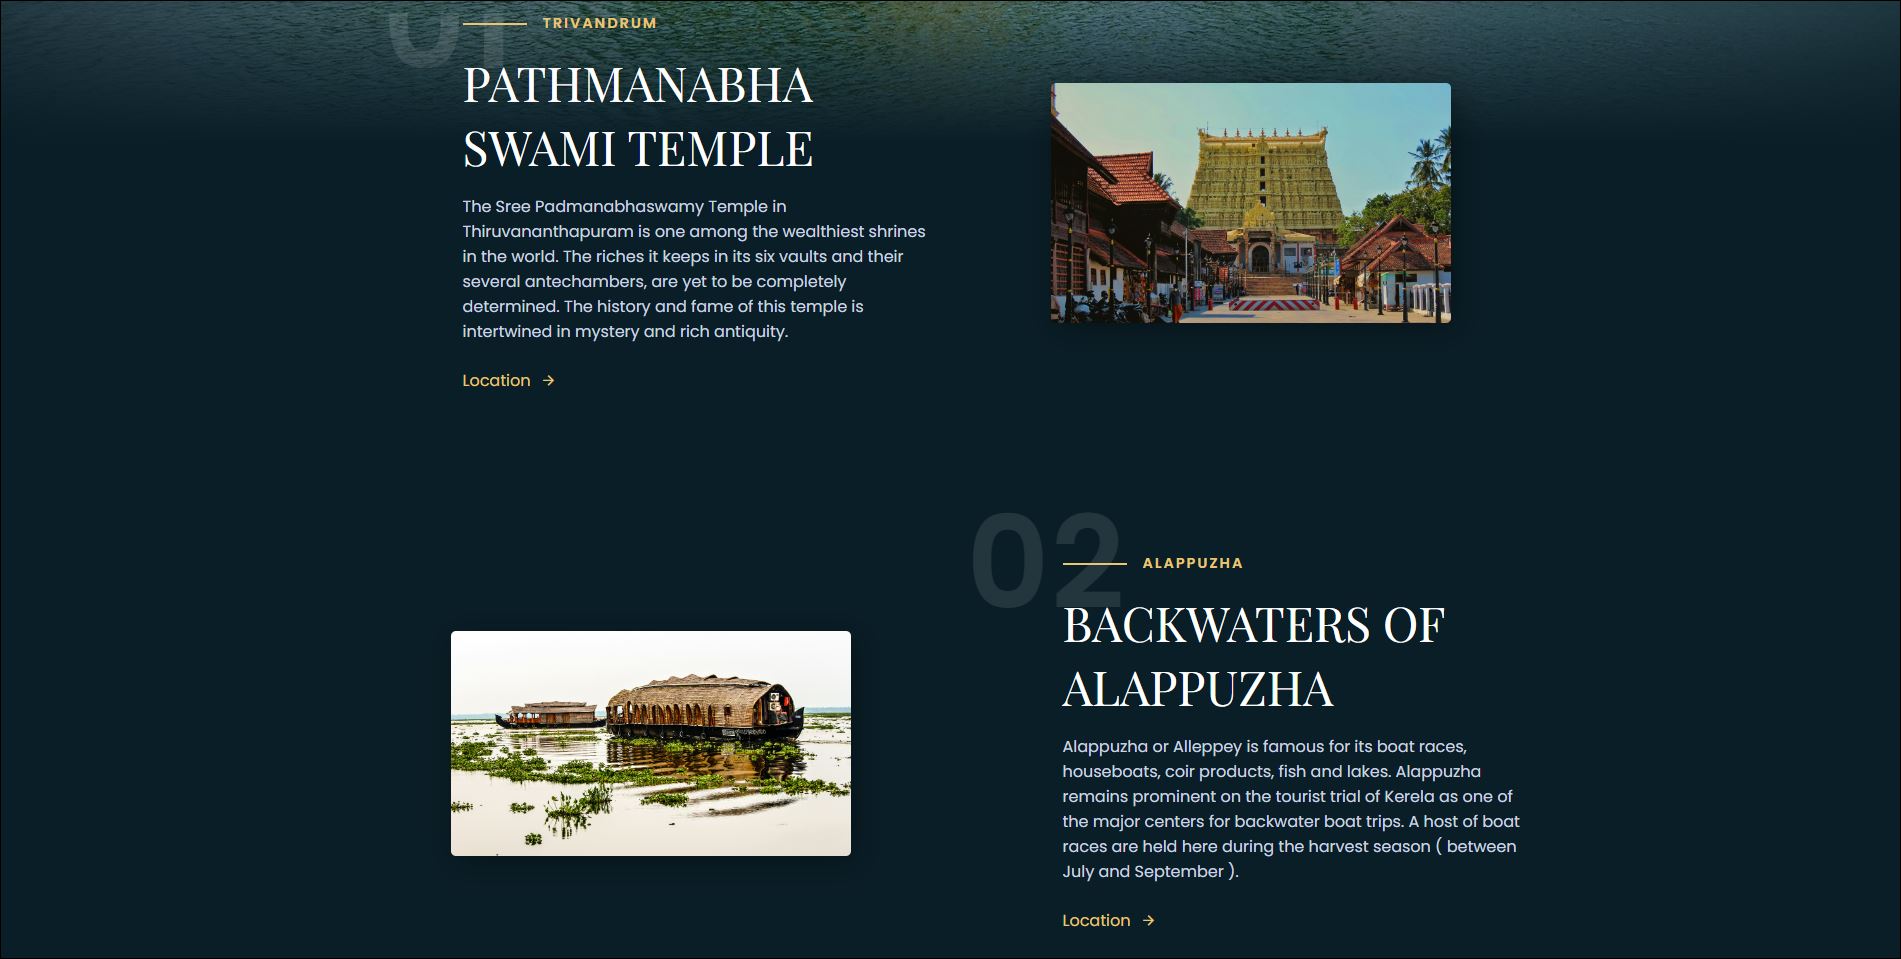 01
TRIVANDRUM
PATHMANABHA
SWAMI TEMPLE
The Sree Padmanabhaswamy Temple in
Thiruvananthapuram is one among the wealthiest shrines
in the world. The riches it keeps in its six vaults and their
several antechambers, are yet to be completely
determined. The history and fame of this temple is
intertwined in mystery and rich antiquity.
Location →
02
ALAPPUZHA
BACKWATERS OF
ALAPPUZHA
Alappuzha or Alleppey is famous for its boat races,
houseboats, coir products, fish and lakes. Alappuzha
remains prominent on the tourist trial of Kerela as one of
the major centers for backwater boat trips. A host of boat
races are held here during the harvest season ( between
July and September ).
Location →